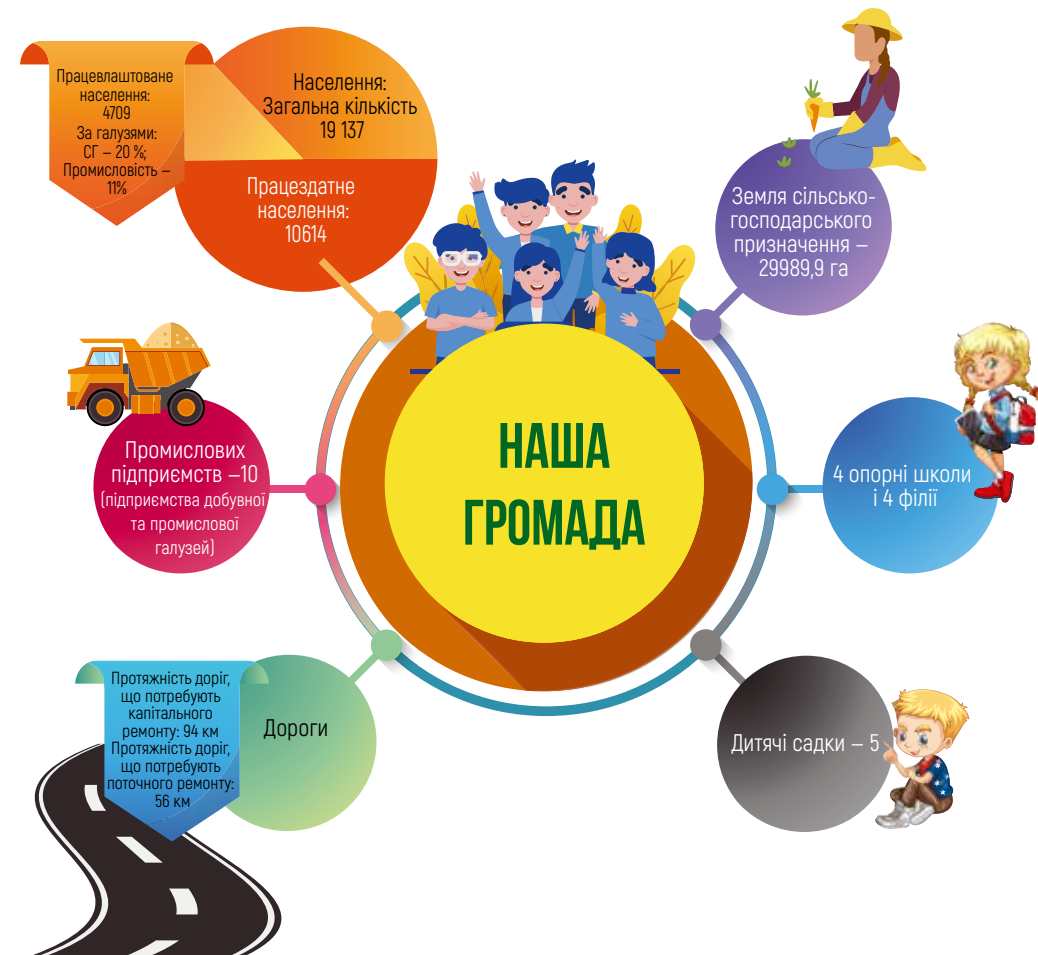 Працевлаштоване
населення:
4709
За галузями:
СГ – 20 %;
Промисловість –
11%
Населення:
Загальна кількість
19 137
Працездатне
населення:
10614
Земля сільсько-
господарського
призначення –
29989,9 га
Промислових
підприємств –10
(підприємства добувної
та промислової
галузей)
НАША
ГРОМАДА
4 опорні школи
і 4 філії
Протяжність доріг,
що потребують
капітального
ремонту: 94 км
Протяжність доріг,
що потребують
поточного ремонту:
56 км
Дороги
Дитячі садки – 5